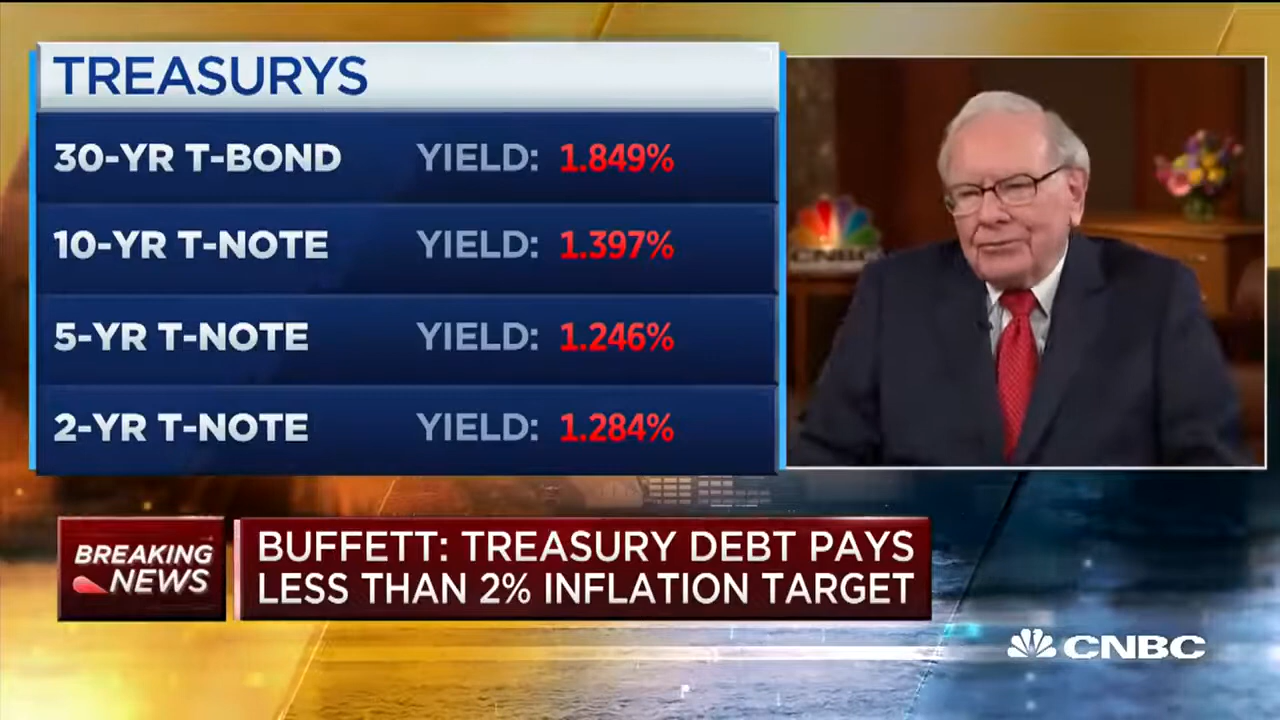 TREASURYS
30-YR T-BOND YIELD: 1.849%
10-YR T-NOTE YIELD: 1.397%
5-YR T-NOTE YIELD: 1.246%
2-YR T-NOTE YIELD: 1.284%
CNBC
BREAKING
NEWS
BUFFETT: TREASURY DEBT PAYS
LESS THAN 2% INFLATION TARGET
CNBC